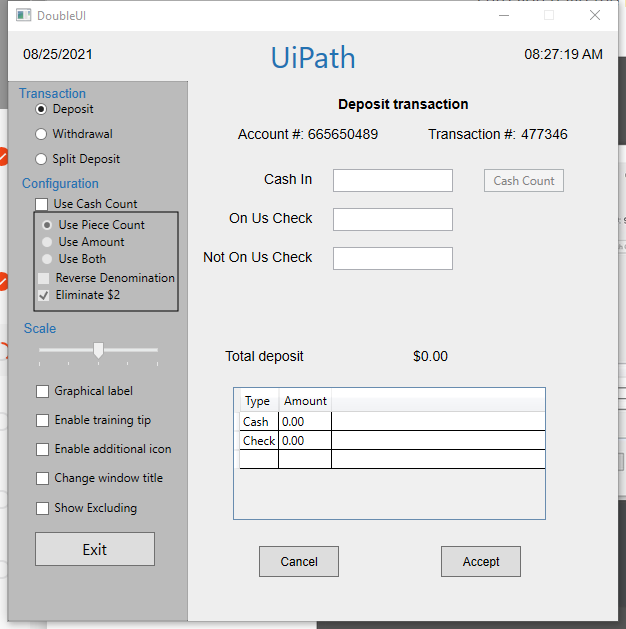 DoubleUI
08/25/2021
UiPath
08:27:19 AM
Transaction
Deposit
Withdrawal
Split Deposit
Configuration
Use Cash Count
Use Piece Count
Use Amount
Use Both
Reverse Denomination
Eliminate $2
Scale
Graphical label
Enable training tip
Enable additional icon
Change window title
Show Excluding
Exit
Deposit transaction
Account #: 665650489 Transaction #: 477346
Cash In
Cash Count
On Us Check
Not On Us Check
Total deposit $0.00
Type Amount
Cash 0.00
Check 0.00
Cancel Accept